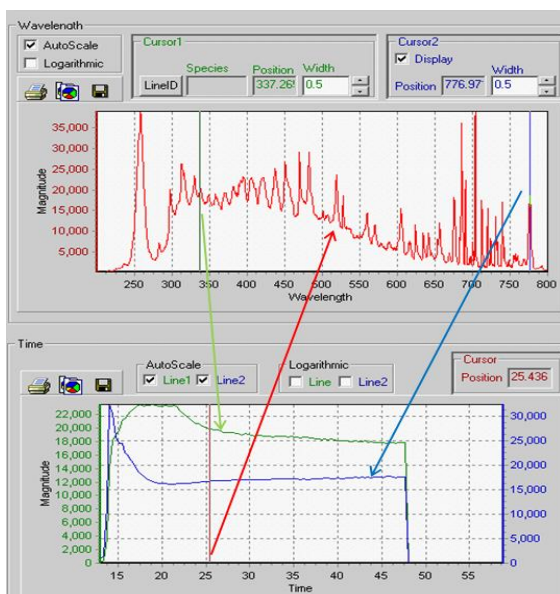 Wavelength
AutoScale
Logarithmic
Cursor1
Species Position Width
LineID 337.26 0.5
Cursor2
Display
Width
Position 776.97 0.5
35,000
30,000
25,000
20,000
15,000
10,000
5,000
Magnitude
250 300 350 400 450 500 550 600 650 700 750 800
Wavelength
Time
AutoScale
Line1 Line2
Logarithmic
Line Line2
Cursor
Position 25.436
22,000
20,000
18,000
16,000
14,000
12,000
10,000
8,000
6,000
4,000
2,000
0
Magnitude
30,000
25,000
20,000
15,000
10,000
5,000
0
15 20 25 30 35 40 45 50 55
Time